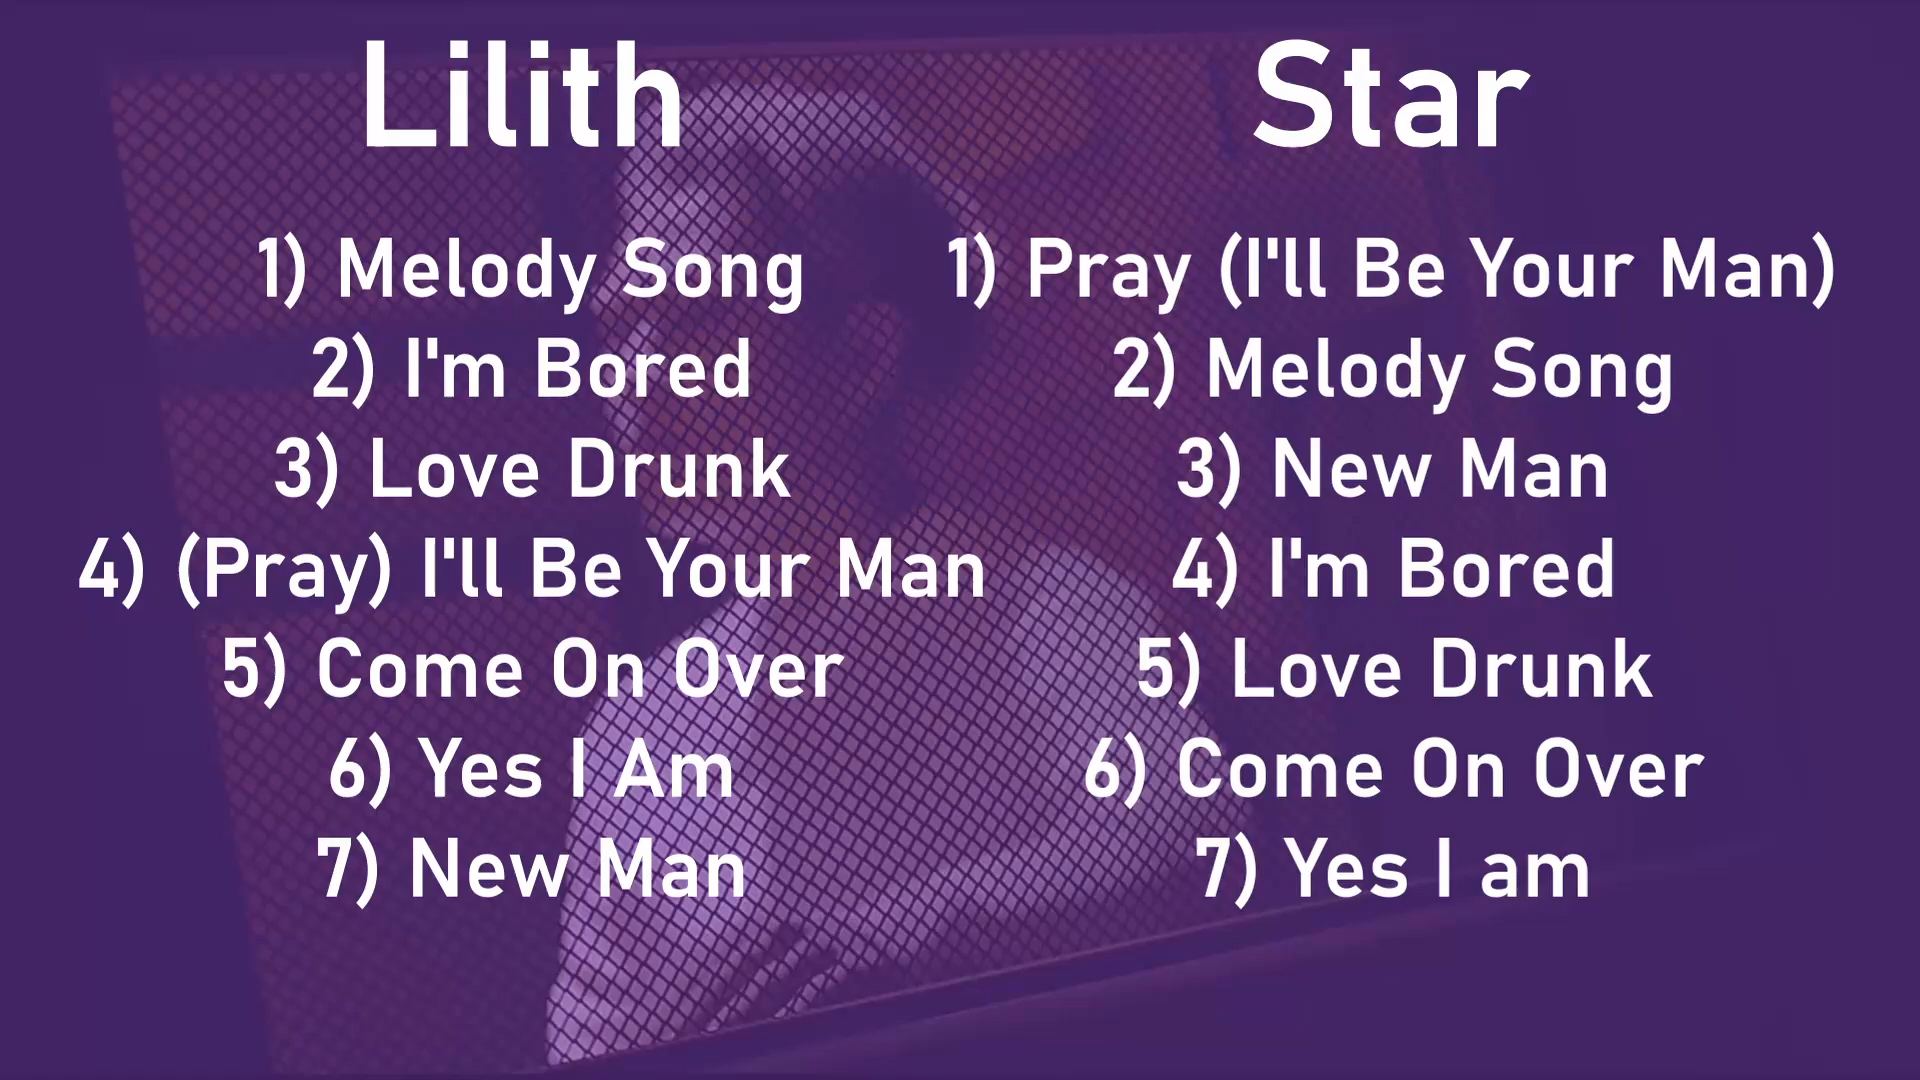 Lilith
1) Melody Song
2) I'm Bored
3) Love Drunk
4) (Pray) I'll Be Your Man
5) Come On Over
6) Yes I Am
7) New Man
Star
1) Pray (I'll Be Your Man)
2) Melody Song
3) New Man
4) I'm Bored
5) Love Drunk
6) Come On Over
7) Yes I am